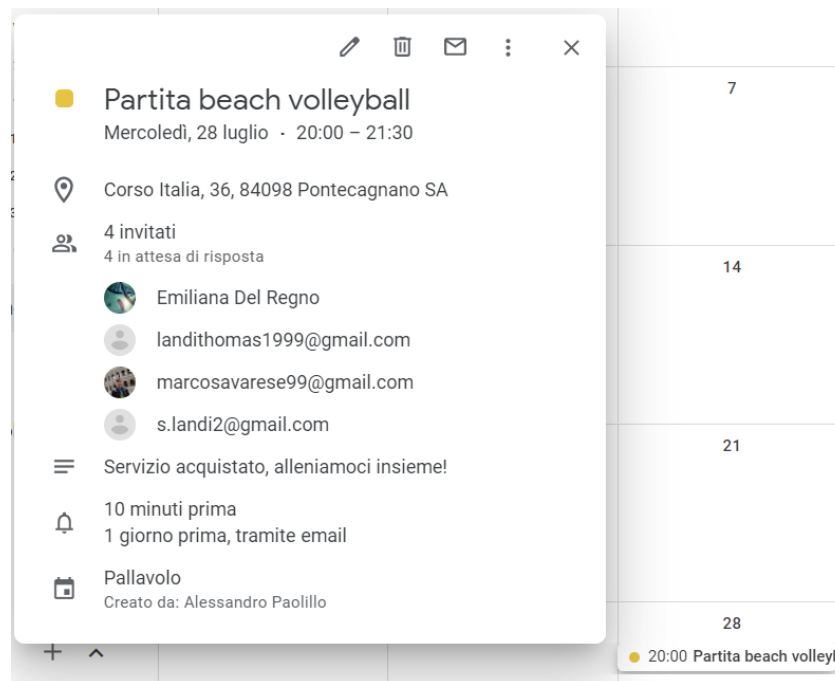 Partita beach volleyball
Mercoledì, 28 luglio · 20:00 – 21:30
Corso Italia, 36, 84098 Pontecagnano SA
4 invitati
4 in attesa di risposta
Emiliana Del Regno
landithomas1999@gmail.com
marcosavarese99@gmail.com
s.landi2@gmail.com
Servizio acquistato, alleniamoci insieme!
10 minuti prima
1 giorno prima, tramite email
Pallavolo
Creato da: Alessandro Paolillo
7
14
21
28
20:00 Partita beach volley